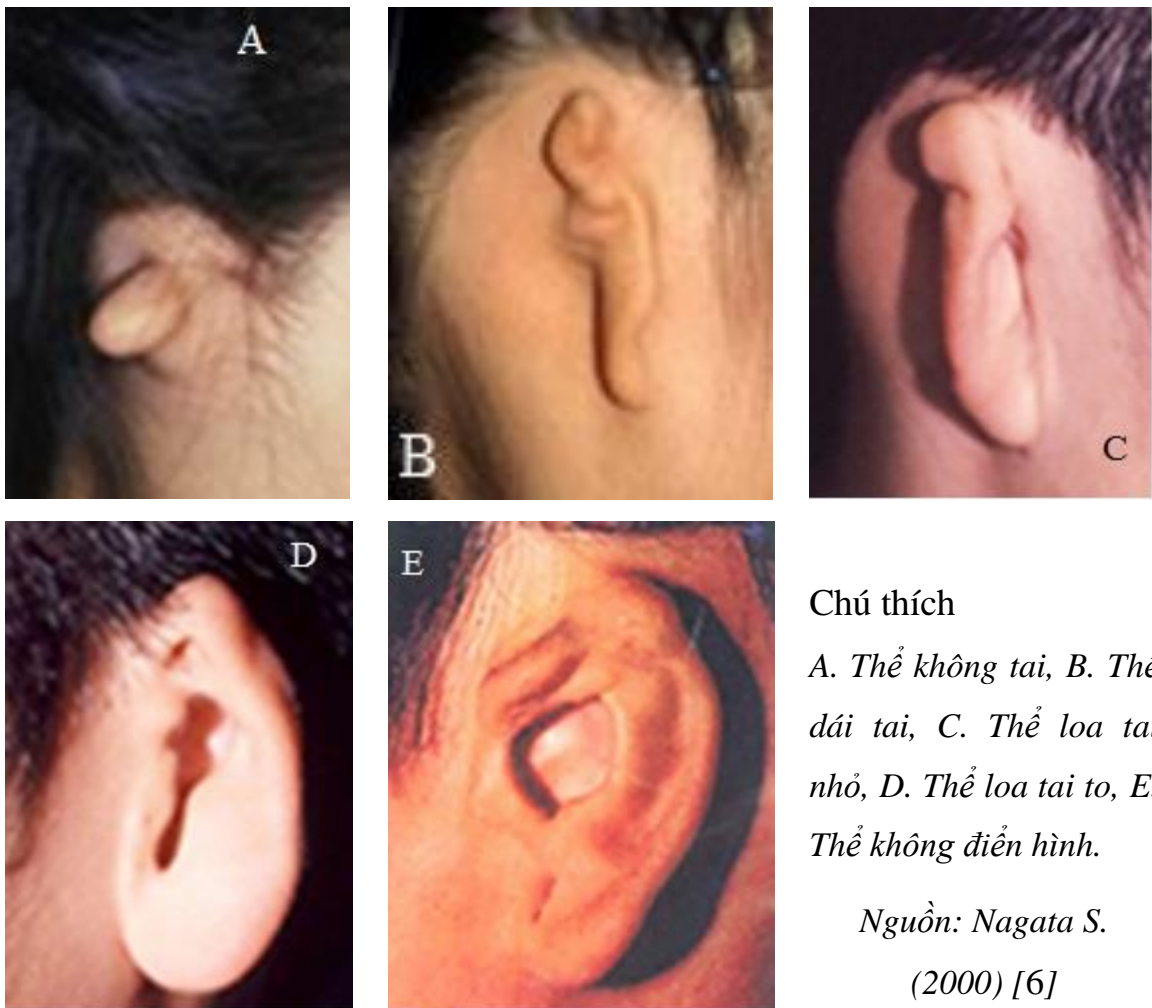 A
B
C
D
E
Chú thích
A. Thể không tai, B. Thể
dái tai, C. Thể loa tai
nhỏ, D. Thể loa tai to, E.
Thể không điển hình.
Nguồn: Nagata S.
(2000) [6]